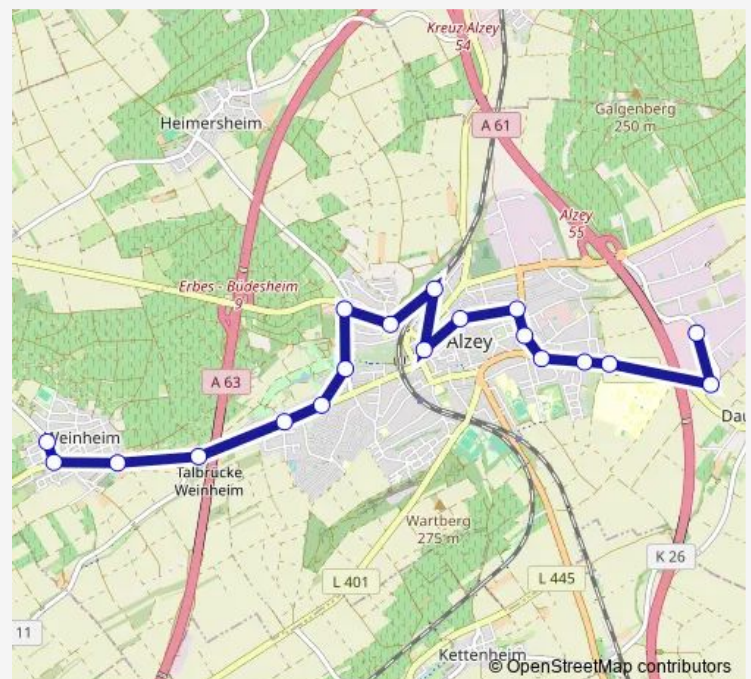 Kreuz Alzey
54
Heimersheim
A 61
Galgenberg
250 m
Alzey
55
Erbes - Büdesheim
9
Alzey
A 63
Weinheim
Dau
Talbrücke
Weinheim
Wartberg
275 m
K 26
L 401
L 445
11
Kettenheim
© OpenStreetMap contributors